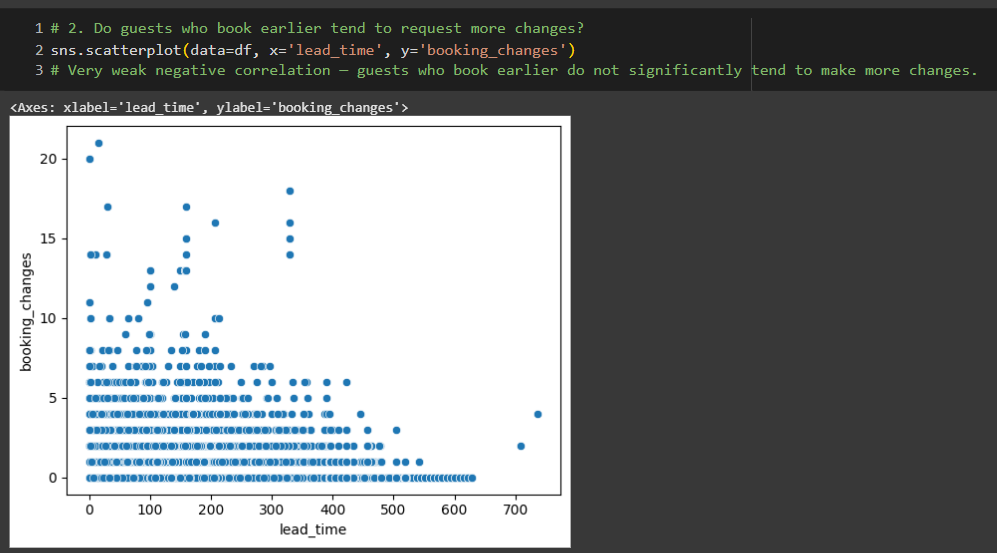 1 # 2. Do guests who book earlier tend to request more changes?
2 sns.scatterplot(data=df, x='lead_time', y='booking_changes')
3 # Very weak negative correlation — guests who book earlier do not significantly tend to make more changes.
<Axes: xlabel='lead_time', ylabel='booking_changes'>
20
15
10
5
0
booking_changes
0 100 200 300 400 500 600 700
lead_time